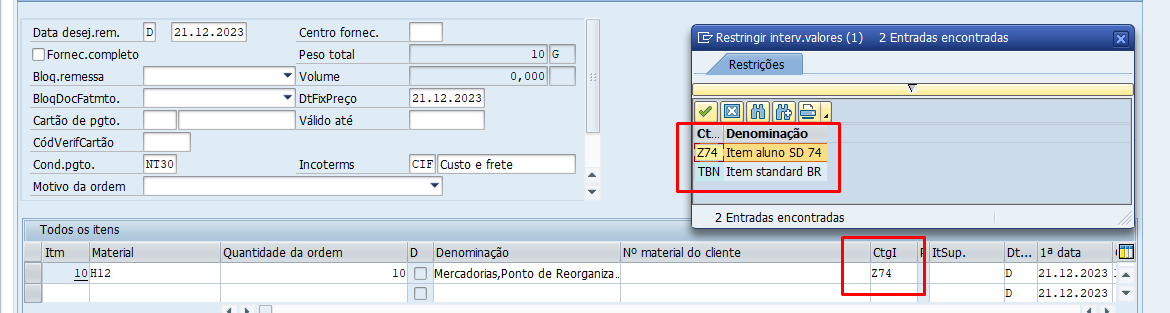 Data desej.rem. D 21.12.2023 Centro fornec.
Fornec.completo Peso total 10 G
Bloq.remessa Volume 0,000
BloqDocFatmto. DtFixPreço 21.12.2023
Cartão de pgto. Válido até
CódVerifCartão
Cond.pgto. NT30 Incoterms CIF Custo e frete
Motivo da ordem
Restringir interv.valores (1) 2 Entradas encontradas
Restrições
Ct... Denominação
Z74 Item aluno SD 74
TBN Item standard BR
2 Entradas encontradas
Todos os itens
Itm Material Quantidade da ordem D Denominação Nº material do cliente CtgI ItSup. Dt... 1ª data
10 H12 10 Mercadorias,Ponto de Reorganiza.. Z74 D 21.12.2023
D 21.12.2023